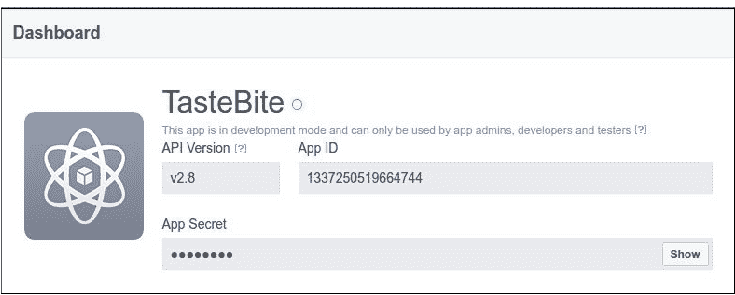 Dashboard
TasteBite
This app is in development mode and can only be used by app admins, developers and testers [?]
API Version [?] App ID
v2.8 1337250519664744
App Secret
●●●●●●●●
Show